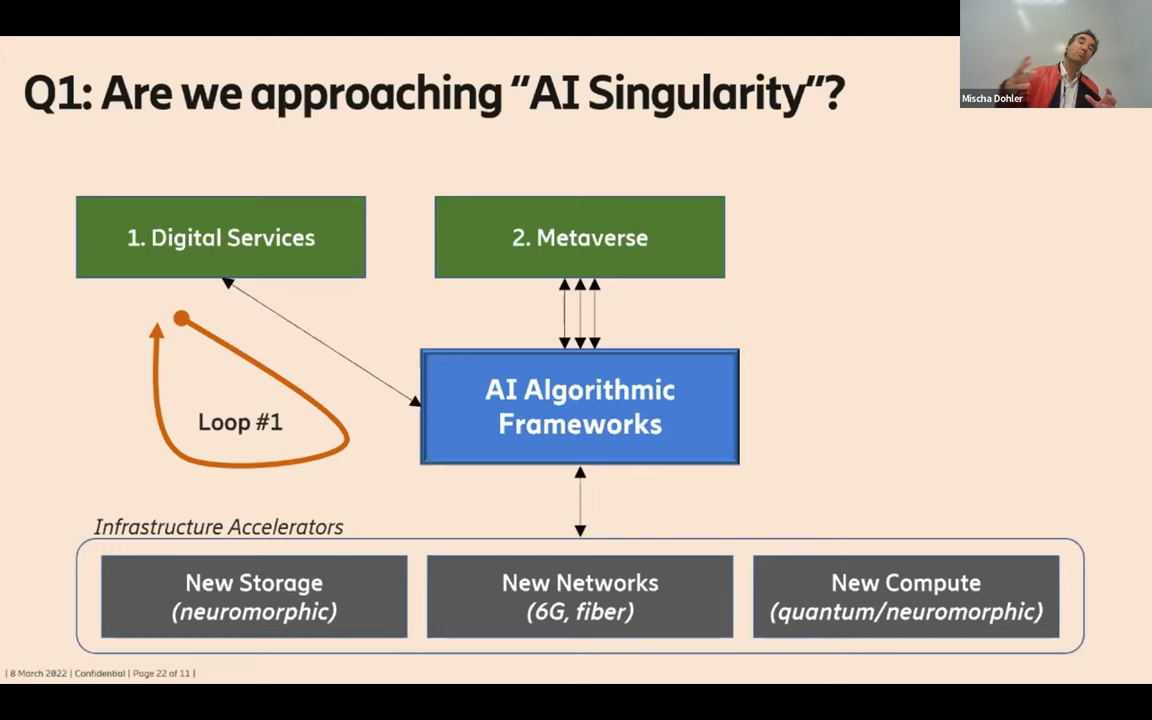 Q1: Are we approaching “AI Singularity”?
Mischa Dohler
1. Digital Services
2. Metaverse
AI Algorithmic
Frameworks
Loop #1
Infrastructure Accelerators
New Storage
(neuromorphic)
New Networks
(6G, fiber)
New Compute
(quantum/neuromorphic)
| 8 March 2022 | Confidential | Page 22 of 11 |